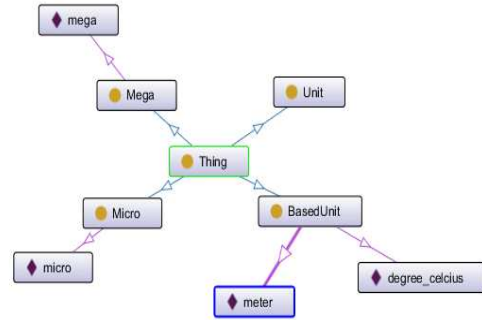 mega
Mega
Unit
Thing
Micro
BasedUnit
micro
meter
degree_celcius